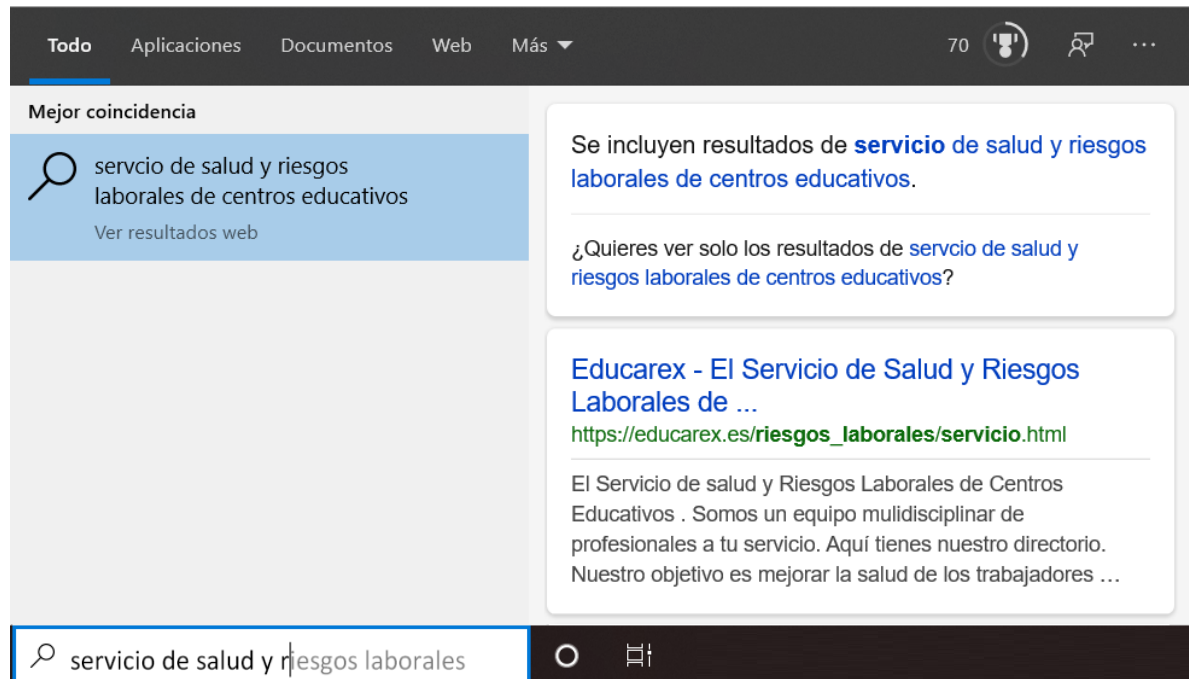 Todo Aplicaciones Documentos Web Más 70 ...
Mejor coincidencia
servcio de salud y riesgos
laborales de centros educativos
Ver resultados web
Se incluyen resultados de servicio de salud y riesgos
laborales de centros educativos.
¿Quieres ver solo los resultados de servcio de salud y
riesgos laborales de centros educativos?
Educarex - El Servicio de Salud y Riesgos
Laborales de ...
https://educarex.es/riesgos_laborales/servicio.html
El Servicio de salud y Riesgos Laborales de Centros
Educativos . Somos un equipo mulidisciplinar de
profesionales a tu servicio. Aquí tienes nuestro directorio.
Nuestro objetivo es mejorar la salud de los trabajadores ...
servicio de salud y riesgos laborales